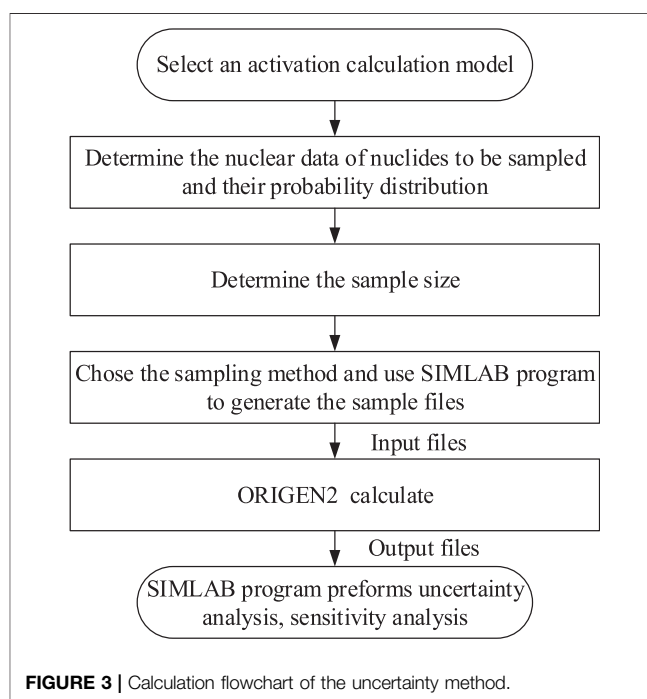 Select an activation calculation model
Determine the nuclear data of nuclides to be sampled
and their probability distribution
Determine the sample size
Chose the sampling method and use SIMLAB program
to generate the sample files
Input files
ORIGEN2 calculate
Output files
SIMLAB program preforms uncertainty
analysis, sensitivity analysis
FIGURE 3 | Calculation flowchart of the uncertainty method.